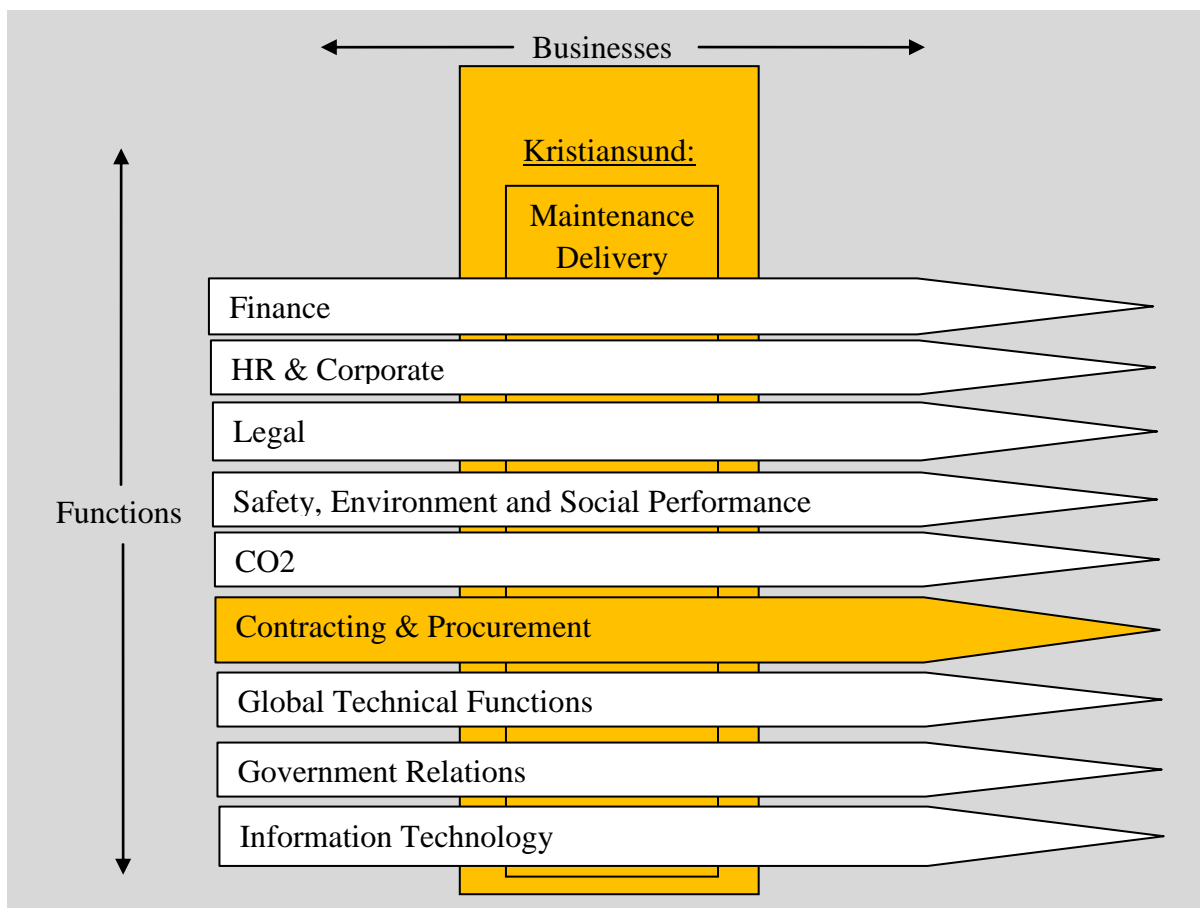 Businesses
Kristiansund:
Maintenance
Delivery
Finance
HR & Corporate
Legal
Safety, Environment and Social Performance
Functions
CO2
Contracting & Procurement
Global Technical Functions
Government Relations
Information Technology